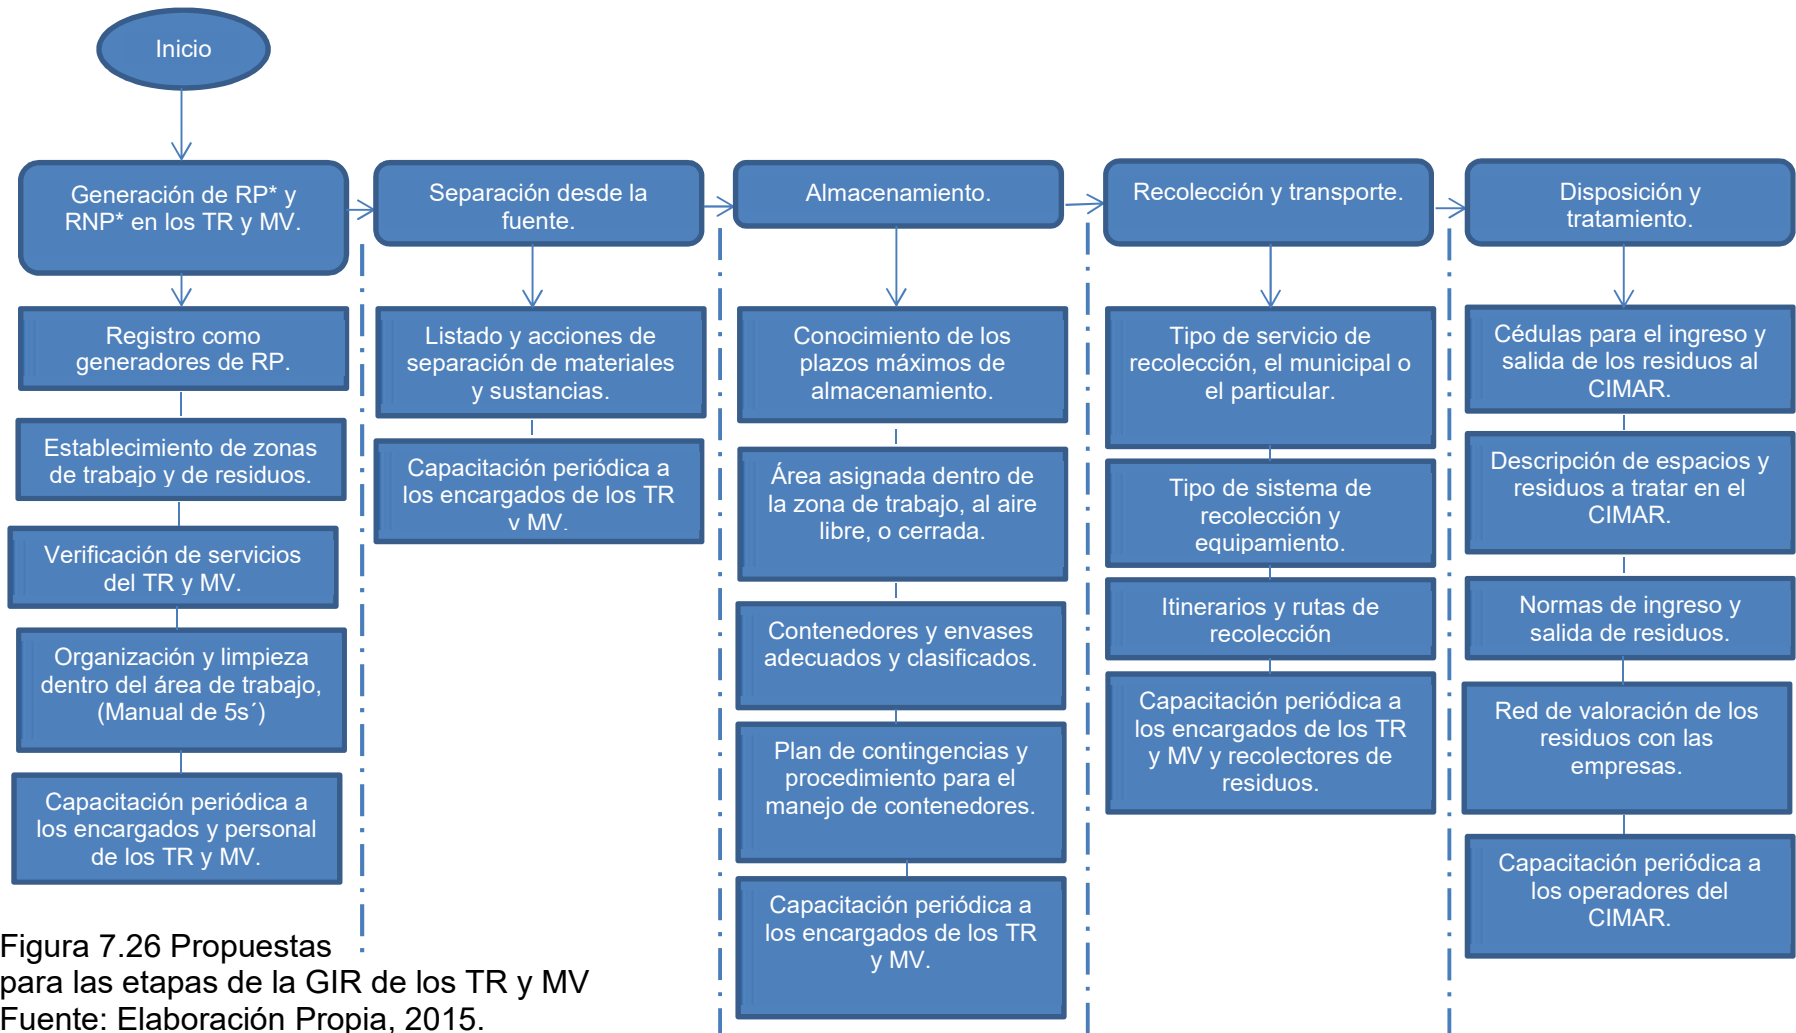 Inicio
Generación de RP* y
RNP* en los TR y MV.
Registro como
generadores de RP.
Establecimiento de zonas
de trabajo y de residuos.
Verificación de servicios
del TR y MV.
Organización y limpieza
dentro del área de trabajo,
(Manual de 5s´)
Capacitación periódica a
los encargados y personal
de los TR y MV.
Separación desde la
fuente.
Listado y acciones de
separación de materiales
y sustancias.
Capacitación periódica a
los encargados de los TR
y MV.
Almacenamiento.
Conocimiento de los
plazos máximos de
almacenamiento.
Área asignada dentro de
la zona de trabajo, al aire
libre, o cerrada.
Contenedores y envases
adecuados y clasificados.
Plan de contingencias y
procedimiento para el
manejo de contenedores.
Capacitación periódica a
los encargados de los TR
y MV.
Recolección y transporte.
Tipo de servicio de
recolección, el municipal o
el particular.
Tipo de sistema de
recolección y
equipamiento.
Itinerarios y rutas de
recolección
Capacitación periódica a
los encargados de los TR
y MV y recolectores de
residuos.
Disposición y
tratamiento.
Cédulas para el ingreso y
salida de los residuos al
CIMAR.
Descripción de espacios y
residuos a tratar en el
CIMAR.
Normas de ingreso y
salida de residuos.
Red de valoración de los
residuos con las
empresas.
Capacitación periódica a
los operadores del
CIMAR.
Figura 7.26 Propuestas
para las etapas de la GIR de los TR y MV
Fuente: Elaboración Propia, 2015.